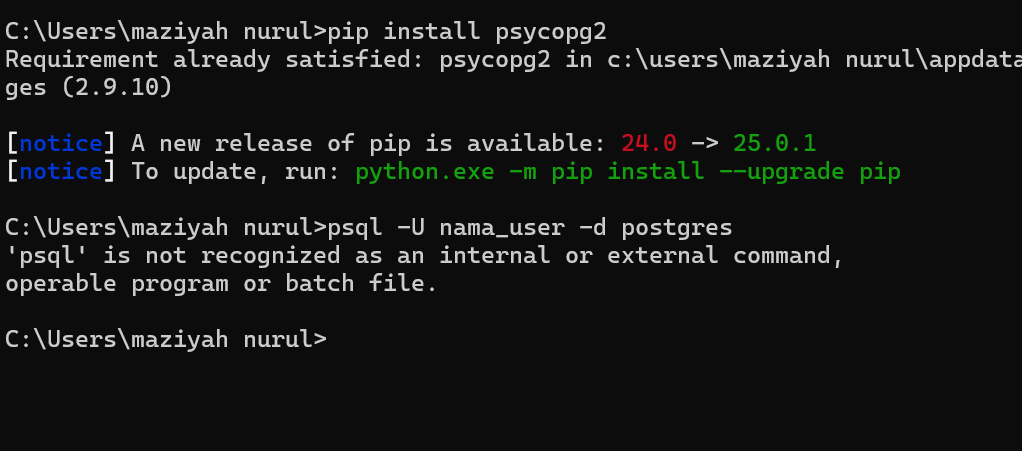 C:\Users\maziyah nurul>pip install psycopg2
Requirement already satisfied: psycopg2 in c:\users\maziyah nurul\appdata
ges (2.9.10)
[notice] A new release of pip is available: 24.0 -> 25.0.1
[notice] To update, run: python.exe -m pip install --upgrade pip
C:\Users\maziyah nurul>psql -U nama_user -d postgres
'psql' is not recognized as an internal or external command,
operable program or batch file.
C:\Users\maziyah nurul>